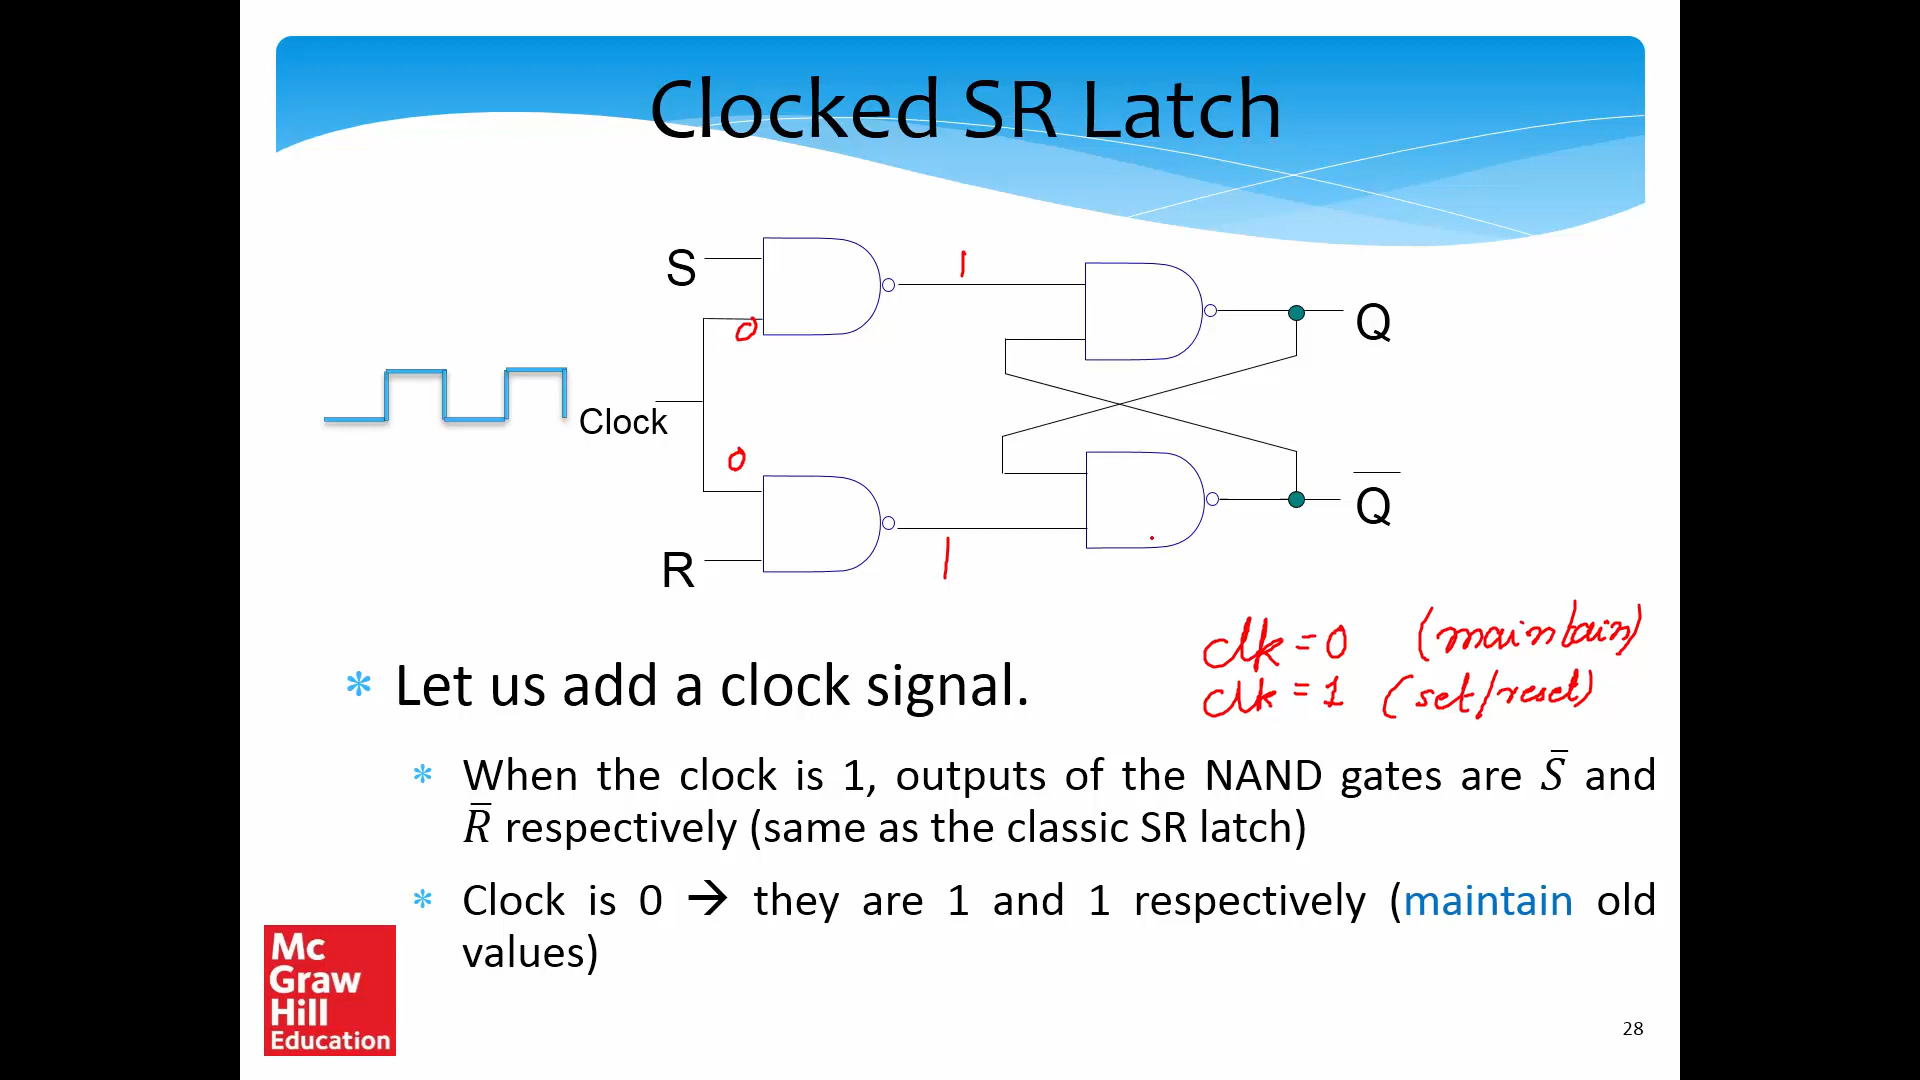 Clocked SR Latch
S
1
0
Q
Clock
0
Q̅
R
1
clk = 0 (maintain)
clk = 1 (set/reset)
* Let us add a clock signal.
* When the clock is 1, outputs of the NAND gates are S̅ and
R̅ respectively (same as the classic SR latch)
* Clock is 0 → they are 1 and 1 respectively (maintain old
values)
Mc
Graw
Hill
Education
28